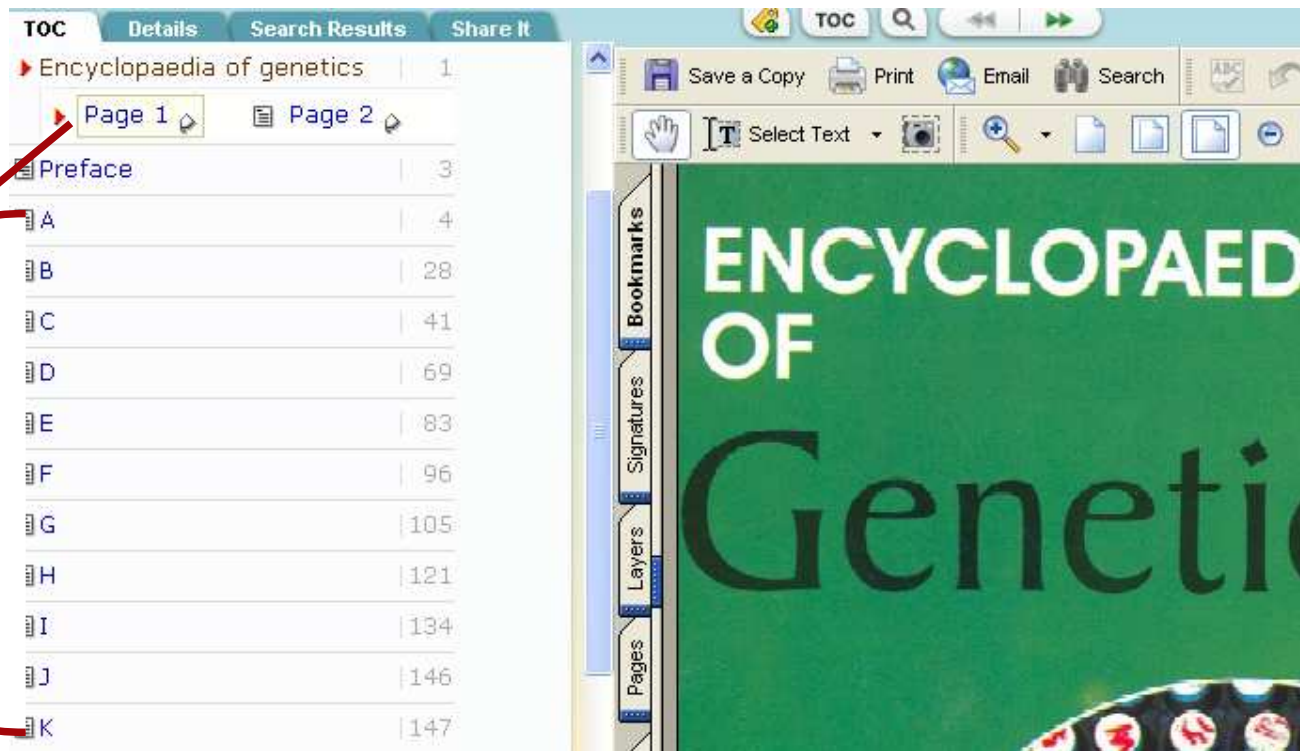 TOC Details Search Results Share It
Encyclopaedia of genetics | 1
Page 1 Page 2
Preface | 3
A | 4
B | 28
C | 41
D | 69
E | 83
F | 96
G | 105
H | 121
I | 134
J | 146
K | 147
TOC
Save a Copy Print Email Search ABC
T Select Text
Bookmarks
Signatures
Layers
Pages
ENCYCLOPAED
OF
Geneti